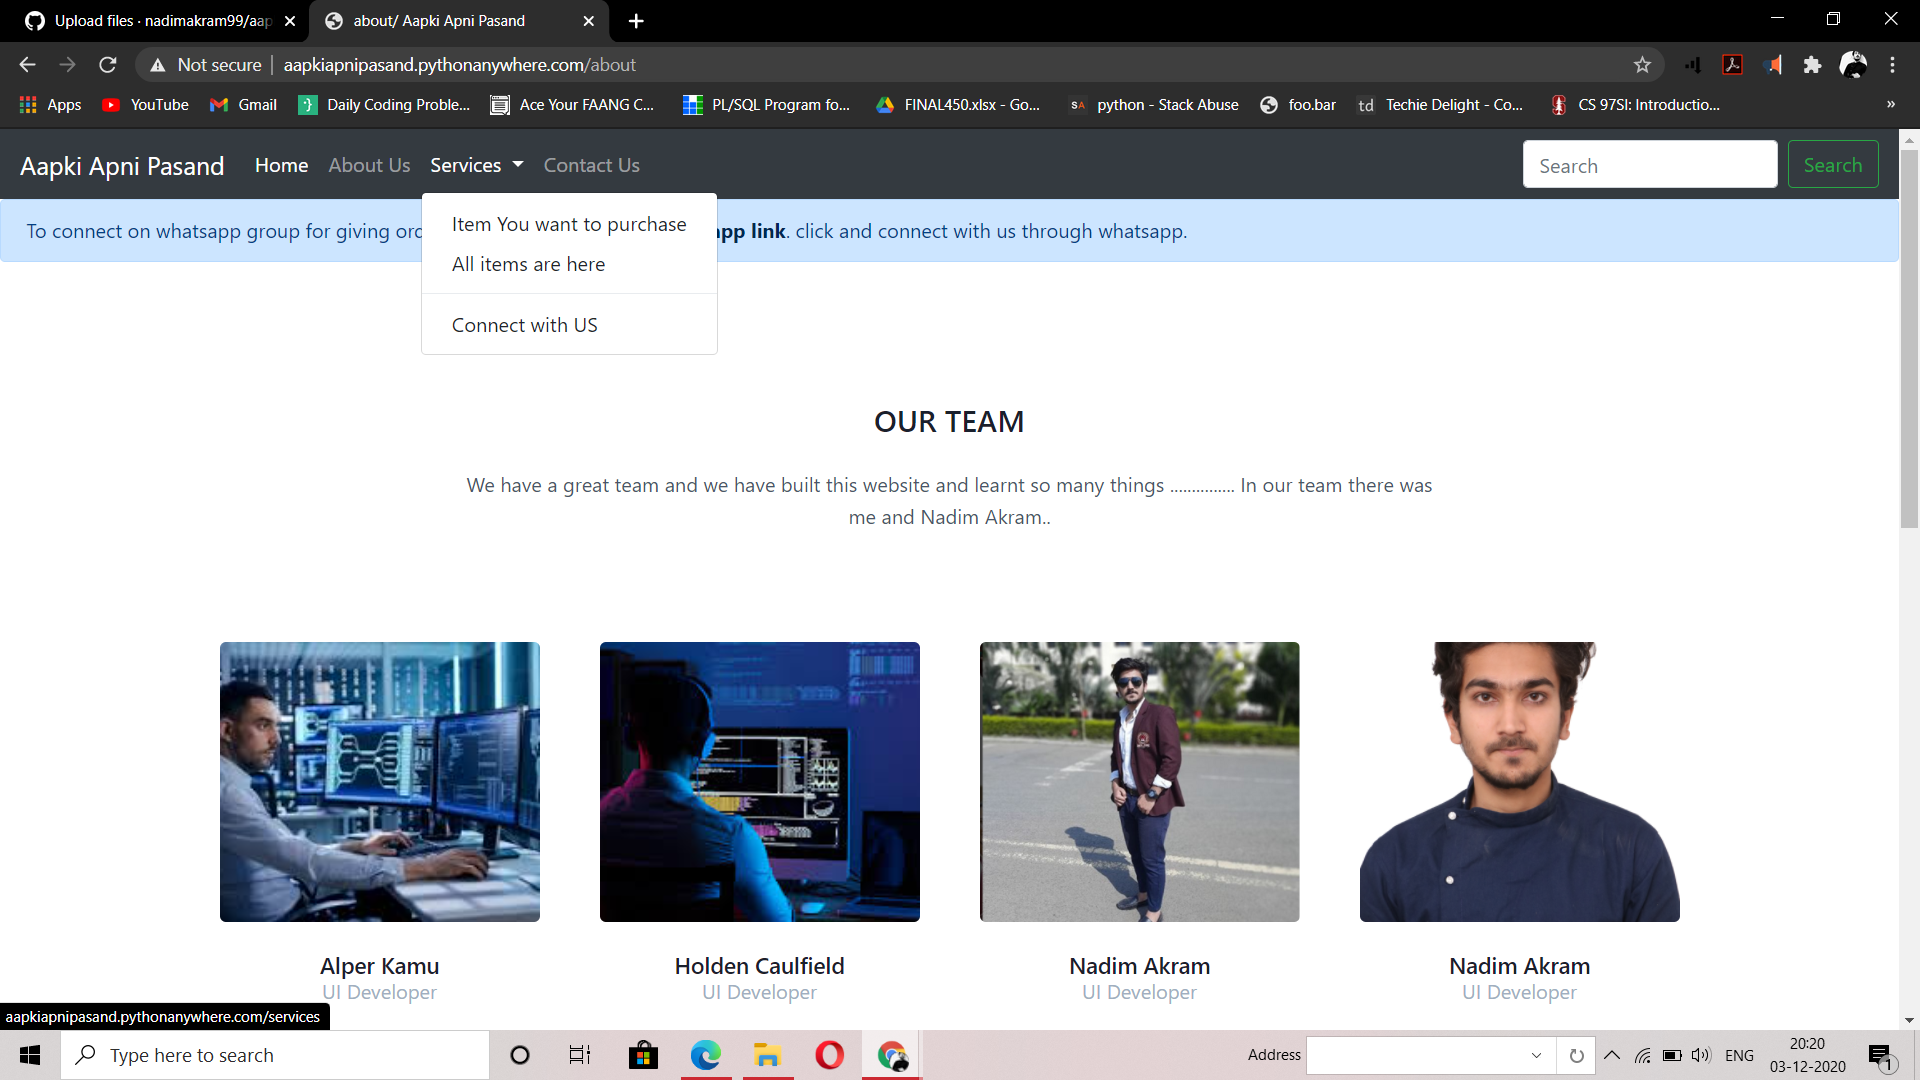 Upload files · nadimakram99/aap
about/ Aapki Apni Pasand
Not secure aapkiapnipasand.pythonanywhere.com/about
Apps YouTube Gmail Daily Coding Proble... Ace Your FAANG C... PL/SQL Program fo... FINAL450.xlsx - Go... SA python - Stack Abuse foo.bar td Techie Delight - Co... CS 97SI: Introductio... »
Aapki Apni Pasand Home About Us Services Contact Us Search Search
To connect on whatsapp group for giving orc app link. click and connect with us through whatsapp.
Item You want to purchase
All items are here
Connect with US
OUR TEAM
We have a great team and we have built this website and learnt so many things ............... In our team there was
me and Nadim Akram..
Alper Kamu
UI Developer
Holden Caulfield
UI Developer
Nadim Akram
UI Developer
Nadim Akram
UI Developer
aapkiapnipasand.pythonanywhere.com/services
Type here to search
Address
ENG
20:20
03-12-2020
1